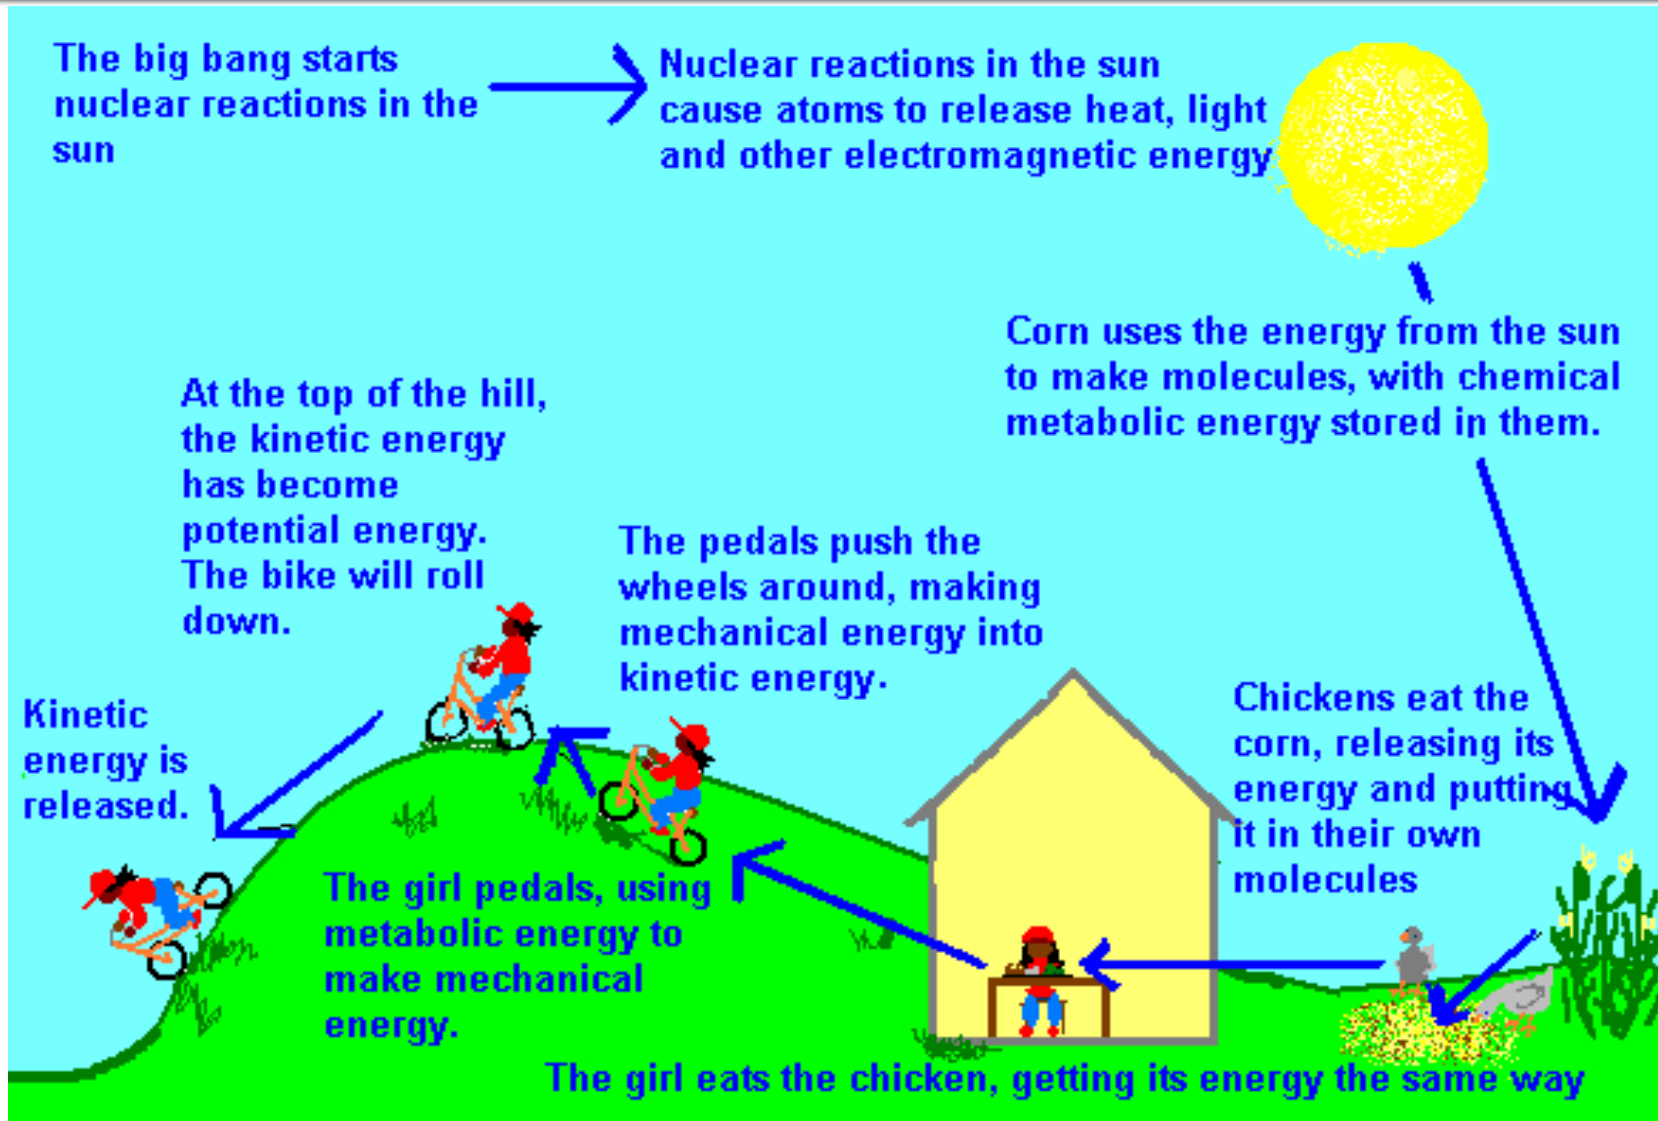 The big bang starts
nuclear reactions in the
sun
Nuclear reactions in the sun
cause atoms to release heat, light
and other electromagnetic energy
Corn uses the energy from the sun
to make molecules, with chemical
metabolic energy stored in them.
Chickens eat the
corn, releasing its
energy and putting
it in their own
molecules
The girl eats the chicken, getting its energy the same way
The girl pedals, using
metabolic energy to
make mechanical
energy.
The pedals push the
wheels around, making
mechanical energy into
kinetic energy.
At the top of the hill,
the kinetic energy
has become
potential energy.
The bike will roll
down.
Kinetic
energy is
released.